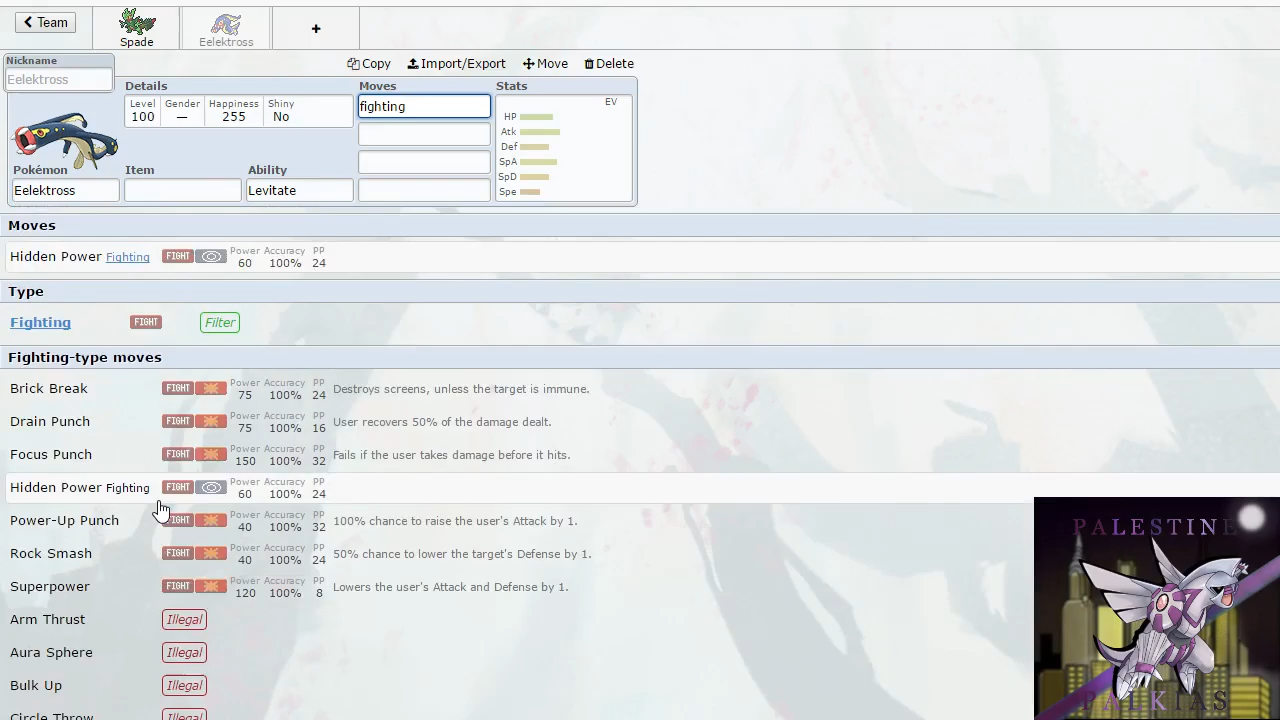 Team
Spade
Eelektross
+
Nickname
Eelektross
Copy
Import/Export
Move
Delete
Details
Moves
Stats
Level
Gender
Happiness
Shiny
100
—
255
No
fighting
EV
HP
Atk
Def
SpA
SpD
Spe
Pokémon
Item
Ability
Eelektross
Levitate
Moves
Hidden Power Fighting FIGHT Power 60 Accuracy 100% PP 24
Type
Fighting FIGHT Filter
Fighting-type moves
Brick Break FIGHT Power 75 Accuracy 100% PP 24 Destroys screens, unless the target is immune.
Drain Punch FIGHT Power 75 Accuracy 100% PP 16 User recovers 50% of the damage dealt.
Focus Punch FIGHT Power 150 Accuracy 100% PP 32 Fails if the user takes damage before it hits.
Hidden Power Fighting FIGHT Power 60 Accuracy 100% PP 24
Power-Up Punch FIGHT Power 40 Accuracy 100% PP 32 100% chance to raise the user's Attack by 1.
Rock Smash FIGHT Power 40 Accuracy 100% PP 24 50% chance to lower the target's Defense by 1.
Superpower FIGHT Power 120 Accuracy 100% PP 8 Lowers the user's Attack and Defense by 1.
Arm Thrust Illegal
Aura Sphere Illegal
Bulk Up Illegal
Circle Throw Illegal
PALESTINE
PALKIAS